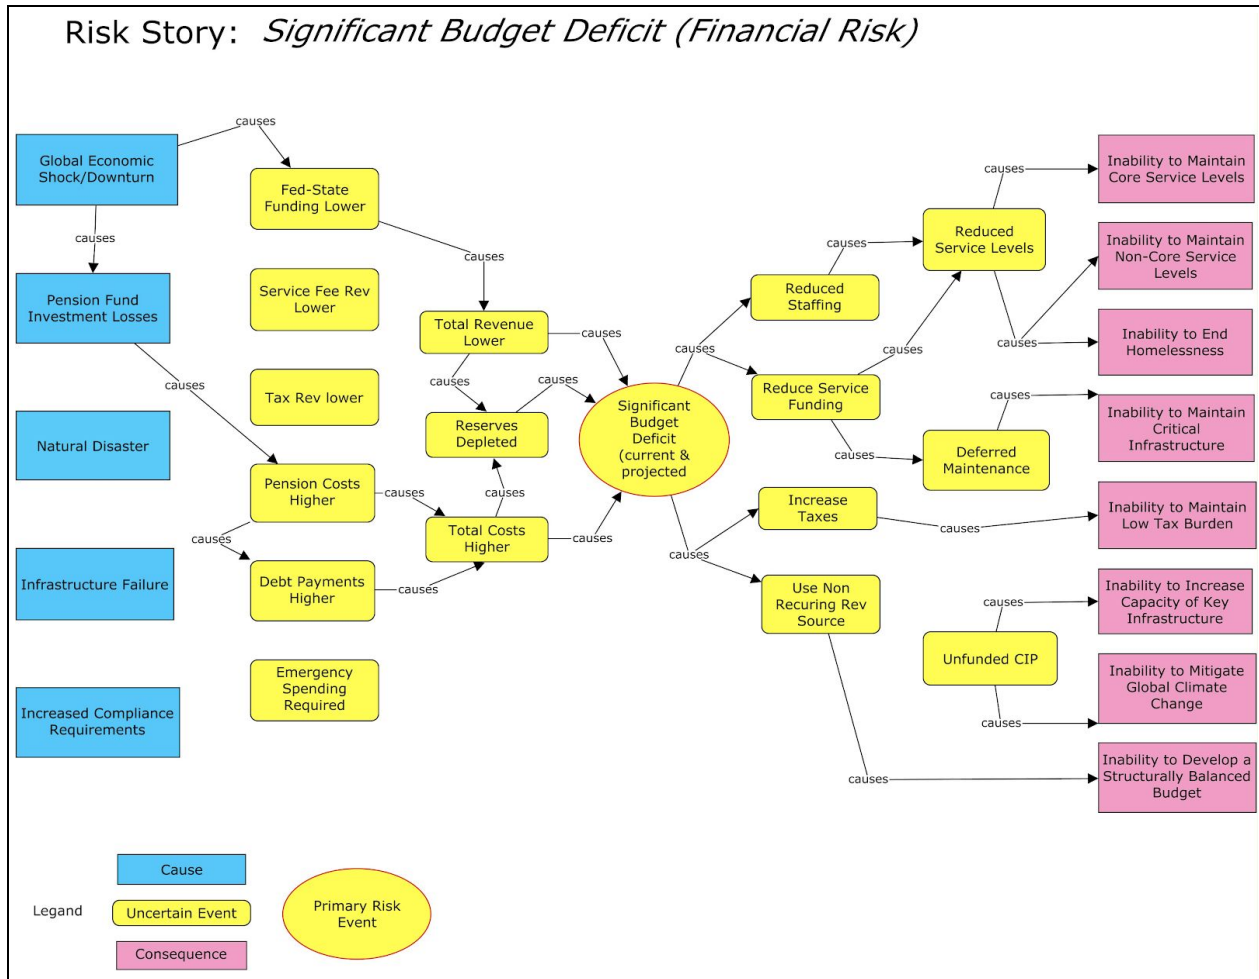 Risk Story: Significant Budget Deficit (Financial Risk)
causes
Global Economic
Shock/Downturn
causes
Pension Fund
Investment Losses
causes
Natural Disaster
Infrastructure Failure
Increased Compliance
Requirements
Fed-State
Funding Lower
causes
Service Fee Rev
Lower
Tax Rev lower
Pension Costs
Higher
causes
causes
Debt Payments
Higher
causes
Emergency
Spending
Required
Total Revenue
Lower
causes
causes
Reserves
Depleted
causes
causes
Total Costs
Higher
causes
Significant
Budget
Deficit
(current &
projected
causes
causes
Reduced
Staffing
causes
Reduce Service
Funding
causes
causes
Increase
Taxes
causes
Use Non
Recuring Rev
Source
causes
Reduced
Service Levels
causes
causes
Deferred
Maintenance
causes
Unfunded CIP
causes
causes
Inability to Maintain
Core Service Levels
Inability to Maintain
Non-Core Service
Levels
Inability to End
Homelessness
Inability to Maintain
Critical
Infrastructure
Inability to Maintain
Low Tax Burden
Inability to Increase
Capacity of Key
Infrastructure
Inability to Mitigate
Global Climate
Change
Inability to Develop a
Structurally Balanced
Budget
Legand
Cause
Uncertain Event
Consequence
Primary Risk
Event